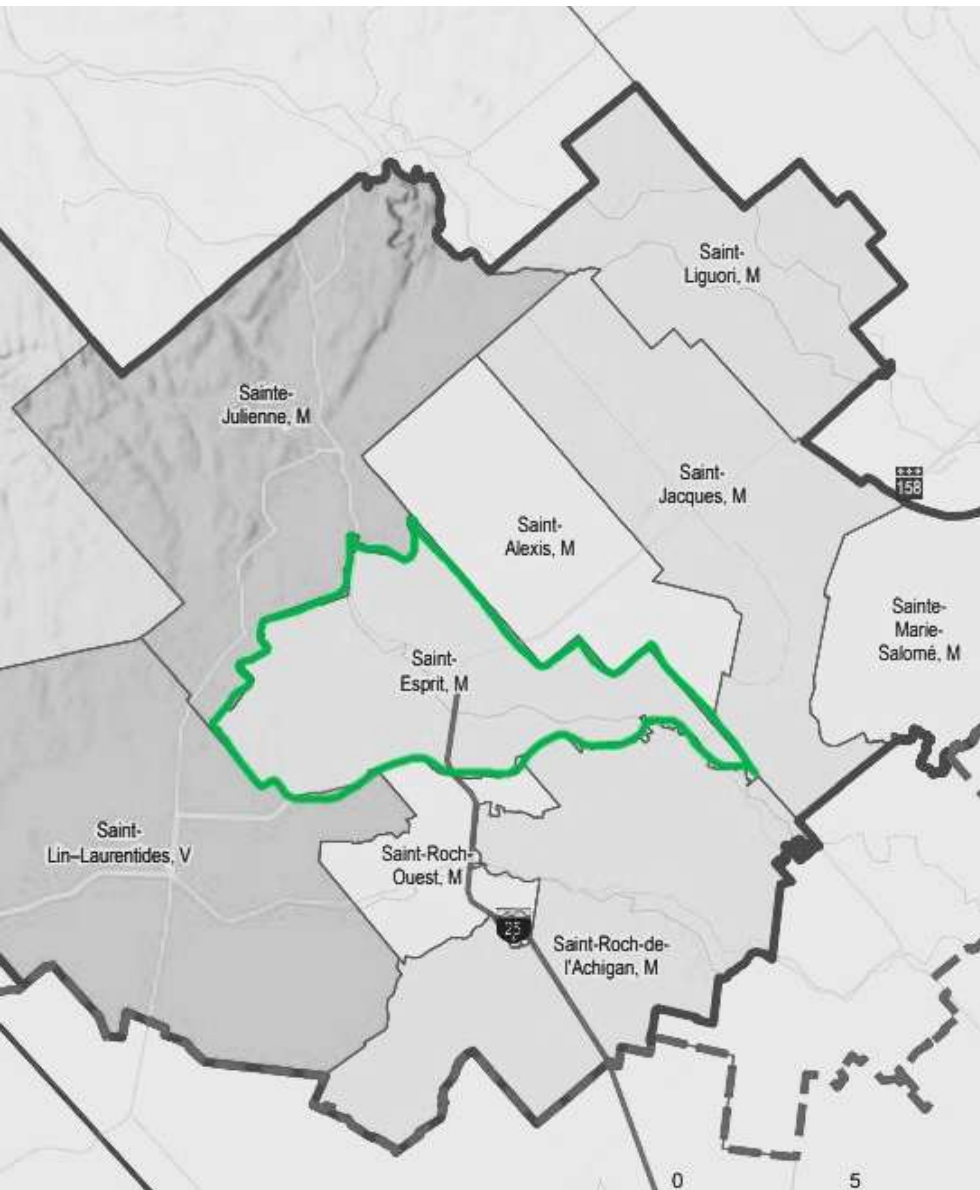 Saint-
Liguori, M
Sainte-
Julienne, M
Saint-
Jacques, M
158
Saint-
Alexis, M
Sainte-
Marie-
Salomé, M
Saint-
Esprit, M
Saint-
Lin–Laurentides, V
Saint-Roch-
Ouest, M
25
Saint-Roch-de-
l'Achigan, M
0 5